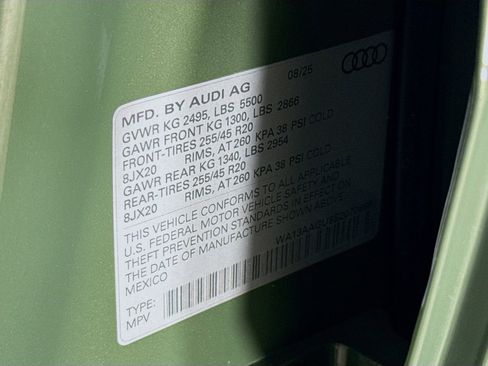 08/25
MFD. BY AUDI AG
GVWR KG 2495, LBS 5500
GAWR FRONT KG 1300, LBS 2866
FRONT-TIRES 255/45 R20
8JX20 RIMS, AT 260 KPA 38 PSI COLD
GAWR REAR KG 1340, LBS 2954
REAR-TIRES 255/45 R20
8JX20 RIMS, AT 260 KPA 38 PSI COLD
THIS VEHICLE CONFORMS TO ALL APPLICABLE
U.S. FEDERAL MOTOR VEHICLE SAFETY AND
THEFT PREVENTION STANDARDS IN EFFECT ON
THE DATE OF MANUFACTURE SHOWN ABOVE.
MEXICO
TYPE:
MPV